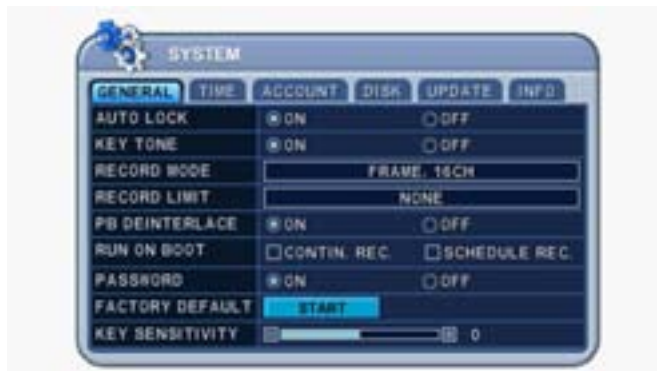 SYSTEM
GENERAL TIME ACCOUNT DISK UPDATE INFO
AUTO LOCK ON OFF
KEY TONE ON OFF
RECORD MODE FRAME. 16CH
RECORD LIMIT NONE
PB DEINTERLACE ON OFF
RUN ON BOOT CONTIN. REC. SCHEDULE REC.
PASSWORD ON OFF
FACTORY DEFAULT START
KEY SENSITIVITY 0